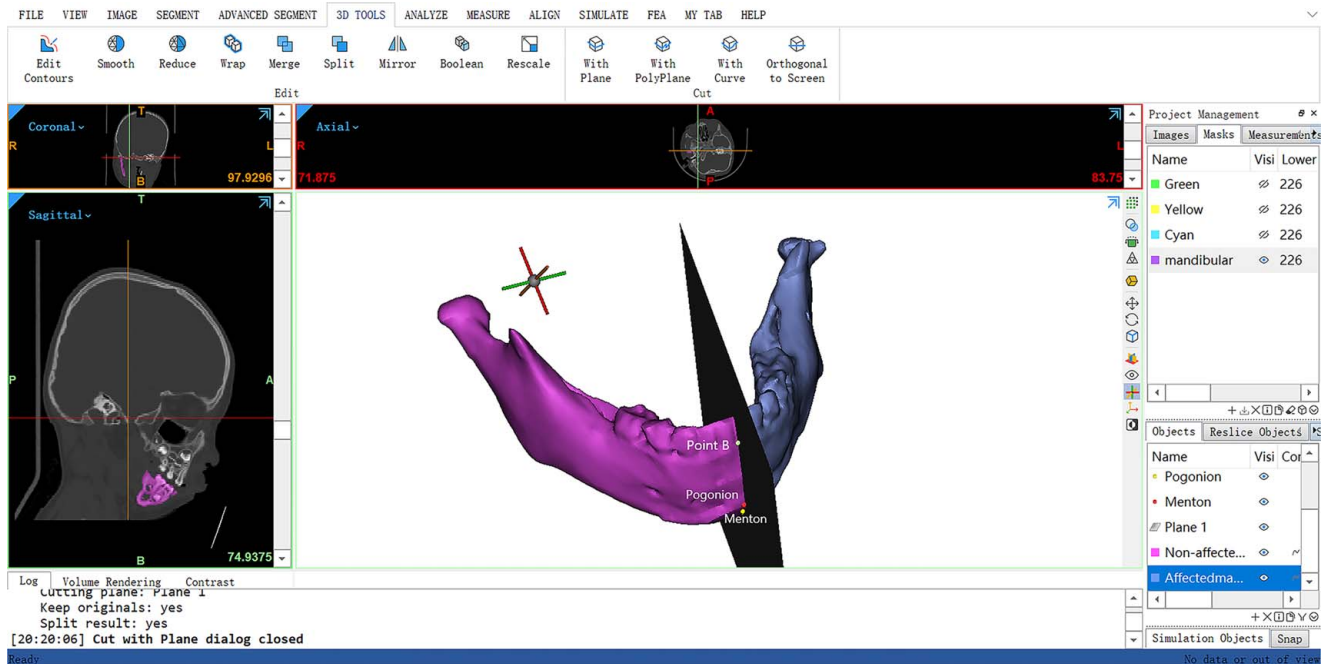 FILE VIEW IMAGE SEGMENT ADVANCED SEGMENT 3D TOOLS ANALYZE MEASURE ALIGN SIMULATE FEA MY TAB HELP
Edit Contours
Smooth
Reduce
Wrap
Merge
Split
Mirror
Boolean
Rescale
Edit
With Plane
With PolyPlane
With Curve
Orthogonal to Screen
Cut
Coronal
T
R
L
B
97.9296
Axial
A
R
L
P
71.875
83.75
Sagittal
T
P
A
B
74.9375
Point B
Pogonion
Menton
Project Management
Images Masks Measurements
Name Visi Lower
Green 226
Yellow 226
Cyan 226
mandibular 226
Objects Reslice Objects S
Name Visi Cor
Pogonion
Menton
Plane 1
Non-affecte...
Affectedma...
Simulation Objects Snap
Log Volume Rendering Contrast
Cutting plane: Plane 1
Keep originals: yes
Split result: yes
[20:20:06] Cut with Plane dialog closed
Ready
No data or out of view